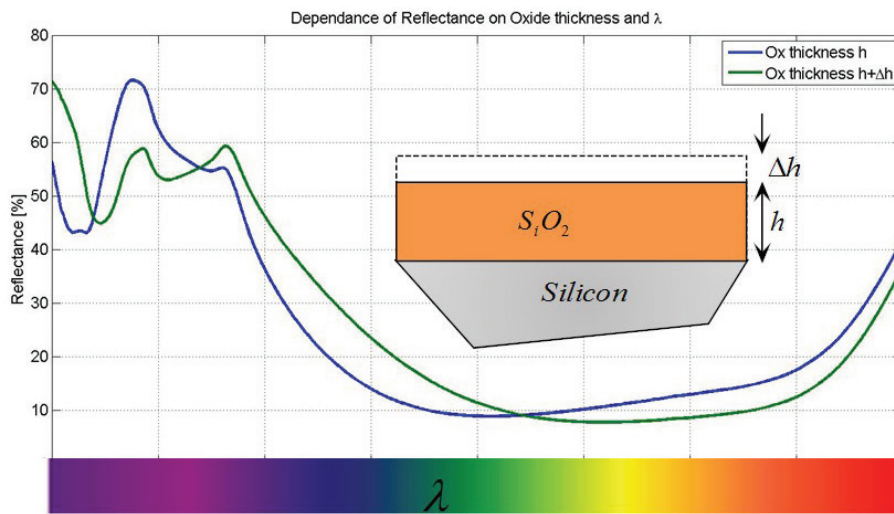 Dependance of Reflectance on Oxide thickness and λ
80
70
60
50
40
30
20
10
Reflectance [%]
Ox thickness h
Ox thickness h+Δh
Δh
h
SiO2
Silicon
λ